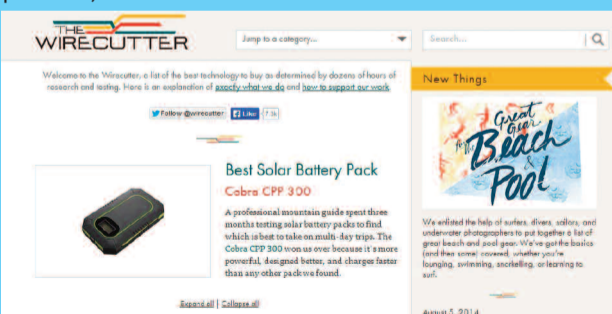 THE
WIRECUTTER
Jump to a category...
Search...
Welcome to the Wirecutter, a list of the best technology to buy as determined by dozens of hours of
research and testing. Here is an explanation of exactly what we do and how to support our work.
Follow @wirecutter
Like
New Things
Great
Gear
for the
Beach
&
Pool
Best Solar Battery Pack
Cobra CPP 300
A professional mountain guide spent three
months testing solar battery packs to find
which is best to take on multi-day trips. The
Cobra CPP 300 won us over because it's more
powerful, designed better, and charges faster
than any other pack we found.
Expand all | Collapse all
We enlisted the help of surfers, divers, sailors, and
underwater photographers to put together a list of
great beach and pool gear. We've got the basics
(and then some) covered, whether you're
lounging, swimming, snorkelling, or learning to
surf.
August 5, 2014